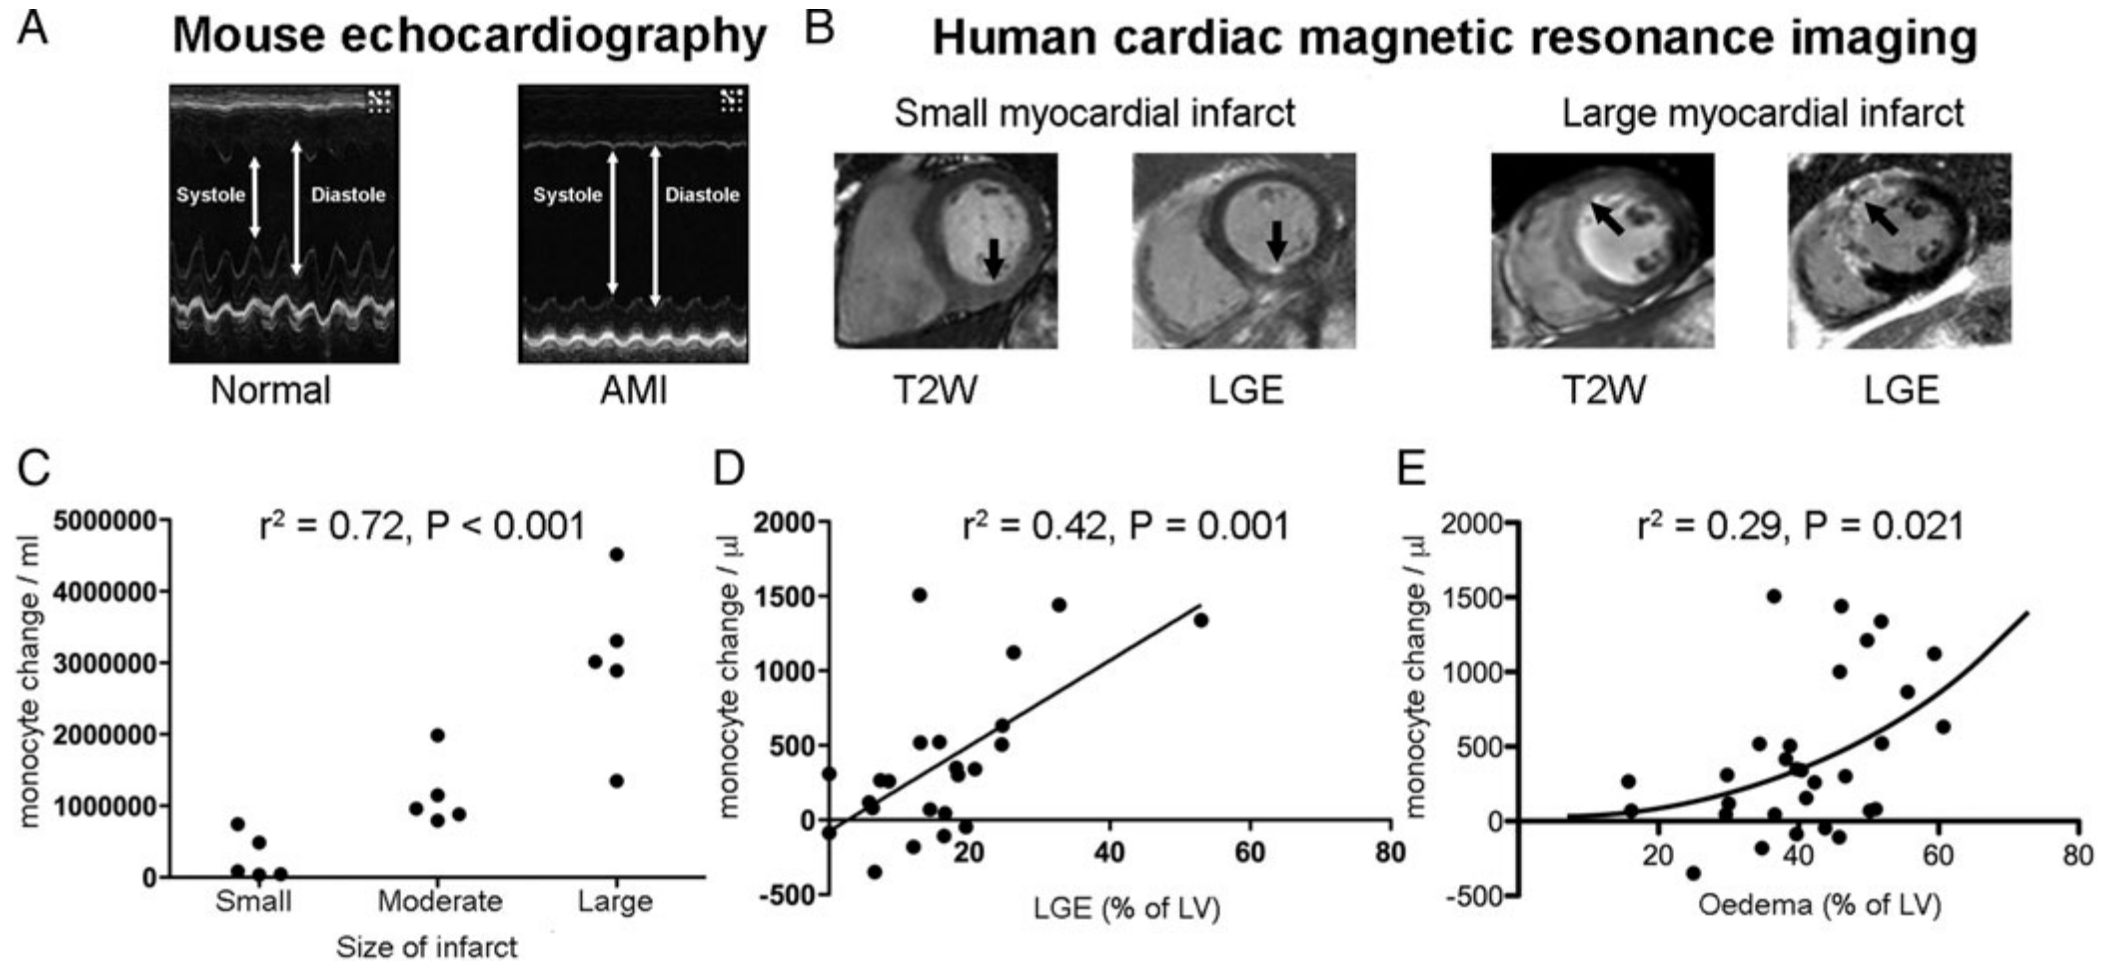 A
Mouse echocardiography
Systole
Diastole
Normal
Systole
Diastole
AMI
B
Human cardiac magnetic resonance imaging
Small myocardial infarct
T2W
LGE
Large myocardial infarct
T2W
LGE
C
r² = 0.72, P < 0.001
monocyte change / ml
5000000
4000000
3000000
2000000
1000000
0
Small
Moderate
Large
Size of infarct
D
r² = 0.42, P = 0.001
monocyte change / µl
2000
1500
1000
500
0
-500
20
40
60
80
LGE (% of LV)
E
r² = 0.29, P = 0.021
monocyte change / µl
2000
1500
1000
500
0
-500
20
40
60
80
Oedema (% of LV)